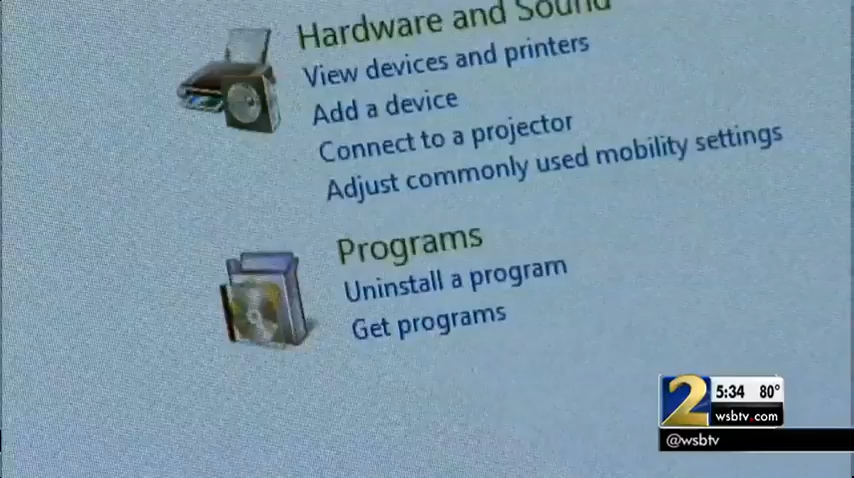 Hardware and Sound
View devices and printers
Add a device
Connect to a projector
Adjust commonly used mobility settings
Programs
Uninstall a program
Get programs
2
5:34 80°
wsbtv.com
@wsbtv